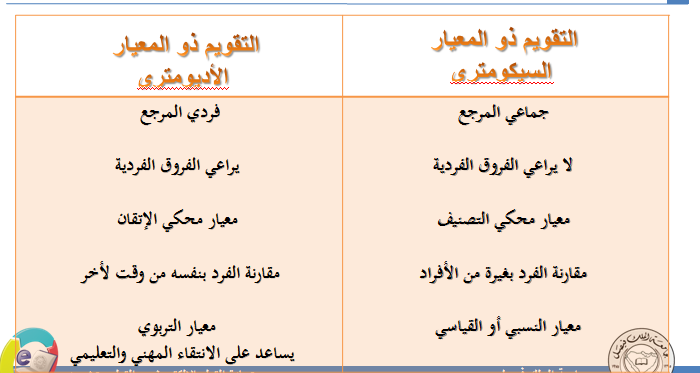 التقويم ذو المعيار السيكومتري
التقويم ذو المعيار الأديومتري
جماعي المرجع
فردي المرجع
لا يراعي الفروق الفردية
يراعي الفروق الفردية
معيار محكي التصنيف
معيار محكي الإتقان
مقارنة الفرد بغيرة من الأفراد
مقارنة الفرد بنفسه من وقت لأخر
معيار النسبي أو القياسي
معيار التربوي
يساعد على الانتقاء المهني والتعليمي